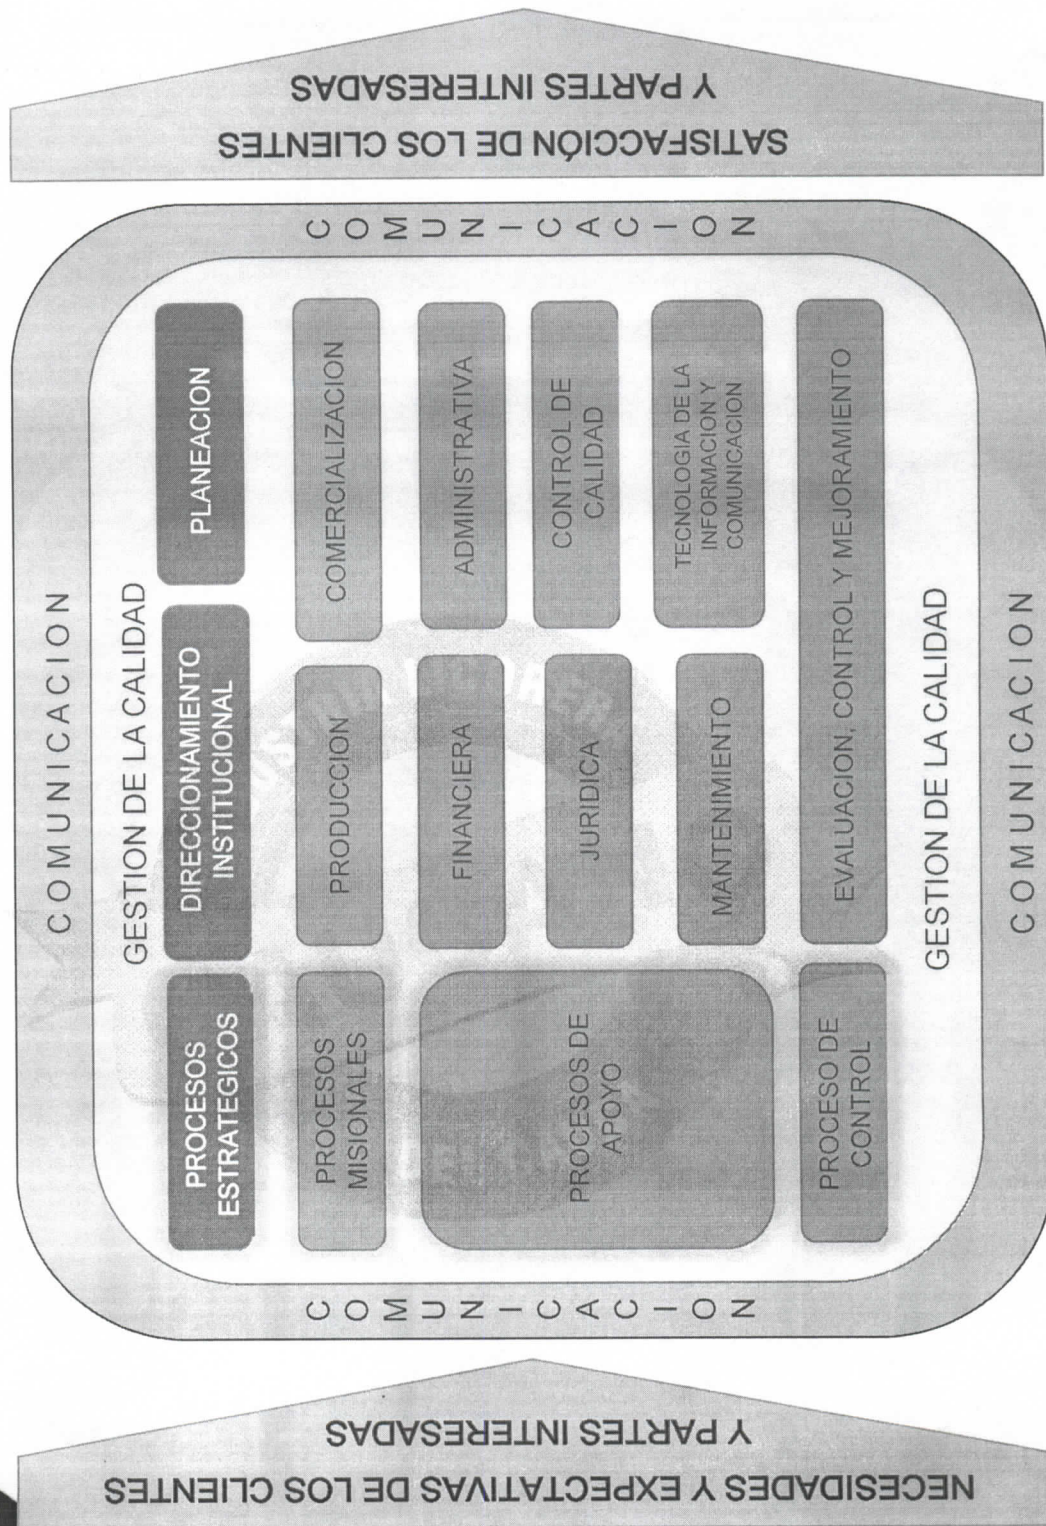 NECESIDADES Y EXPECTATIVAS DE LOS CLIENTES
Y PARTES INTERESADAS
COMUNICACION
COMUNICACION
GESTION DE LA CALIDAD
PROCESOS
ESTRATEGICOS
DIRECCIONAMIENTO
INSTITUCIONAL
PLANEACION
PROCESOS
MISIONALES
PRODUCCION
COMERCIALIZACION
PROCESOS DE
APOYO
FINANCIERA
ADMINISTRATIVA
JURIDICA
CONTROL DE
CALIDAD
MANTENIMIENTO
TECNOLOGIA DE LA
INFORMACION Y
COMUNICACION
PROCESO DE
CONTROL
EVALUACION, CONTROL Y MEJORAMIENTO
GESTION DE LA CALIDAD
COMUNICACION
COMUNICACION
SATISFACCIÓN DE LOS CLIENTES
Y PARTES INTERESADAS